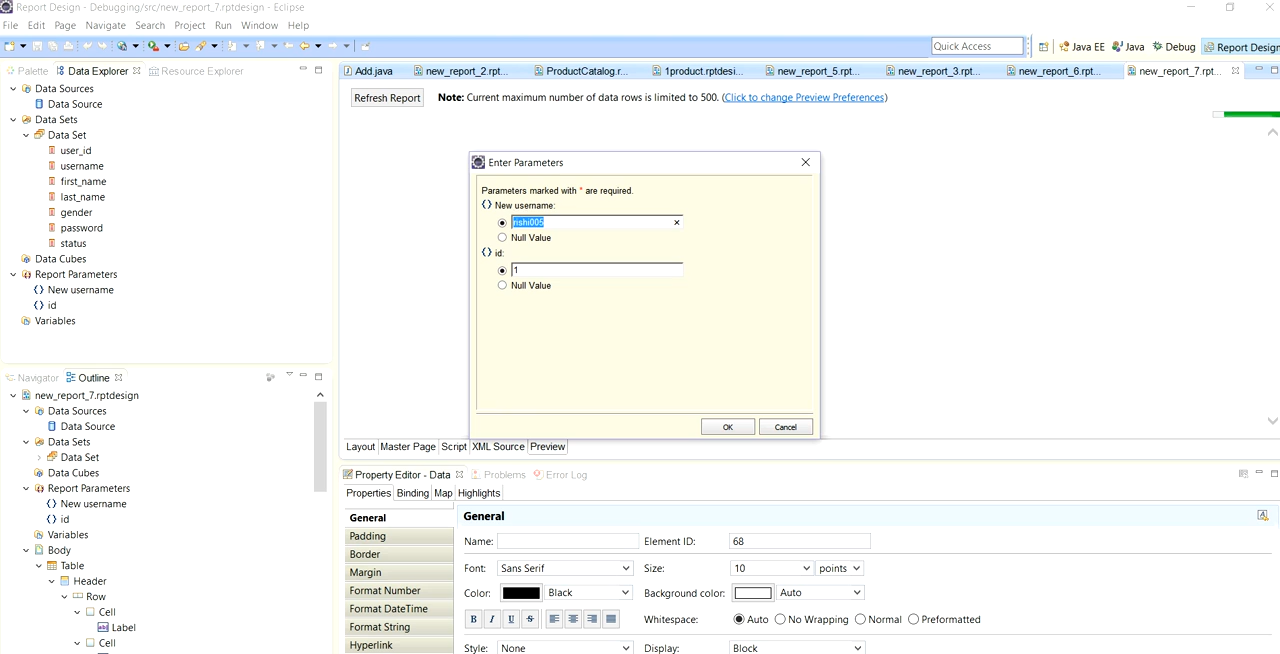 Report Design - Debugging/src/new_report_7.rptdesign - Eclipse
File Edit Page Navigate Search Project Run Window Help
Quick Access Java EE Java Debug Report Design
Palette Data Explorer Resource Explorer
Data Sources
Data Source
Data Sets
Data Set
user_id
username
first_name
last_name
gender
password
status
Data Cubes
Report Parameters
New username
id
Variables
Navigator Outline
new_report_7.rptdesign
Data Sources
Data Source
Data Sets
Data Set
Data Cubes
Report Parameters
New username
id
Variables
Body
Table
Header
Row
Cell
Label
Cell
Add.java new_report_2.rpt... ProductCatalog.r... 1product.rptdesi... new_report_5.rpt... new_report_3.rpt... new_report_6.rpt... new_report_7.rpt...
Refresh Report Note: Current maximum number of data rows is limited to 500. (Click to change Preview Preferences)
Enter Parameters
Parameters marked with * are required.
New username:
rishi005
Null Value
id:
1
Null Value
OK Cancel
Layout Master Page Script XML Source Preview
Property Editor - Data Problems Error Log
Properties Binding Map Highlights
General
Padding
Border
Margin
Format Number
Format DateTime
Format String
Hyperlink
General
Name: Element ID: 68
Font: Sans Serif Size: 10 points
Color: Black Background color: Auto
B I U S Whitespace: Auto No Wrapping Normal Preformatted
Style: None Display: Block